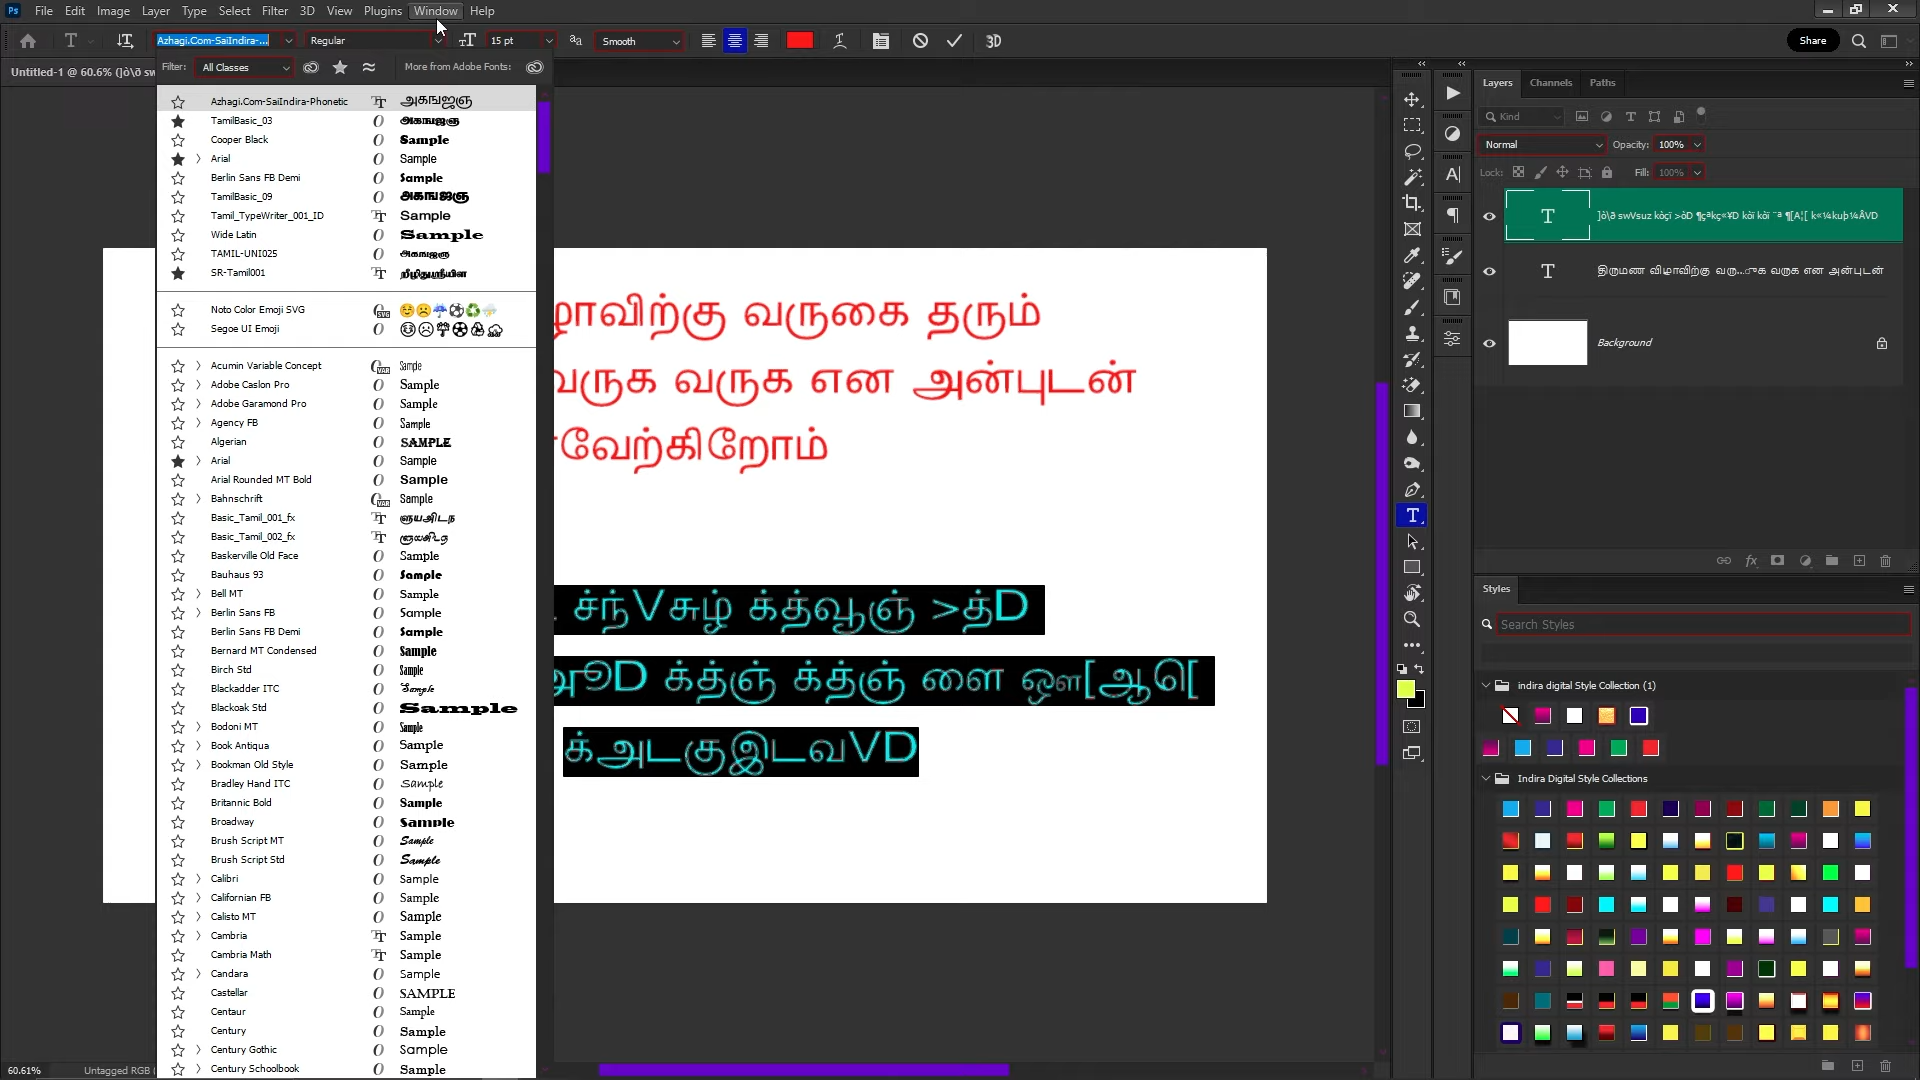 Ps File Edit Image Layer Type Select Filter 3D View Plugins Window Help
Azhagi.Com-SaiIndira-... Regular 15 pt Smooth 3D Share
Filter: All Classes More from Adobe Fonts:
Untitled-1 @ 60.6%
Azhagi.Com-SaiIndira-Phonetic அகஙஜஞ
TamilBasic_03 அகஙஜஞ
Cooper Black Sample
Arial Sample
Berlin Sans FB Demi Sample
TamilBasic_09 அகஙஜஞ
Tamil_TypeWriter_001_ID Sample
Wide Latin Sample
TAMIL-UNI025 அகஙஜஞ
SR-Tamil001
Noto Color Emoji SVG
Segoe UI Emoji
Acumin Variable Concept Sample
Adobe Caslon Pro Sample
Adobe Garamond Pro Sample
Agency FB Sample
Algerian SAMPLE
Arial Sample
Arial Rounded MT Bold Sample
Bahnschrift Sample
Basic_Tamil_001_fx
Basic_Tamil_002_fx
Baskerville Old Face Sample
Bauhaus 93 Sample
Bell MT Sample
Berlin Sans FB Sample
Berlin Sans FB Demi Sample
Bernard MT Condensed Sample
Birch Std Sample
Blackadder ITC Sample
Blackoak Std Sample
Bodoni MT Sample
Book Antiqua Sample
Bookman Old Style Sample
Bradley Hand ITC Sample
Britannic Bold Sample
Broadway Sample
Brush Script MT Sample
Brush Script Std Sample
Calibri Sample
Californian FB Sample
Calisto MT Sample
Cambria Sample
Cambria Math Sample
Candara Sample
Castellar SAMPLE
Centaur Sample
Century Sample
Century Gothic Sample
Century Schoolbook Sample
ழாவிற்கு வருகை தரும்
வருக வருக என அன்புடன்
வேற்கிறோம்
ச்ந்Vசுழ் க்த்வூஞ் >த்D
க்த்ஞ் க்த்ஞ் ளை
க்அடகுஇடவVD
60.61% Untagged RGB
Layers Channels Paths
Kind
Normal Opacity: 100%
Lock: Fill: 100%
திருமண விழாவிற்கு வரு... வருக என அன்புடன்
Background
Styles
Search Styles
indira digital Style Collection (1)
Indira Digital Style Collections